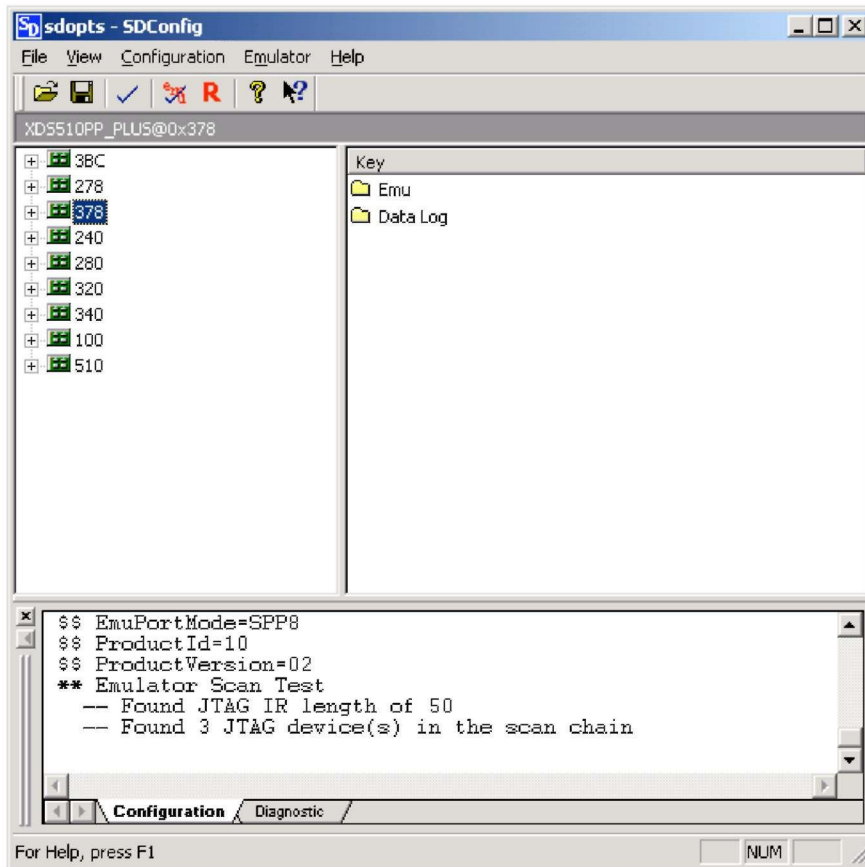 SD sdopts - SDConfig
File View Configuration Emulator Help
R ? ?
XDS510PP_PLUS@0x378
3BC
278
378
240
280
320
340
100
510
Key
Emu
Data Log
$$ EmuPortMode=SPP8
$$ ProductId=10
$$ ProductVersion=02
** Emulator Scan Test
-- Found JTAG IR length of 50
-- Found 3 JTAG device(s) in the scan chain
Configuration Diagnostic
For Help, press F1
NUM